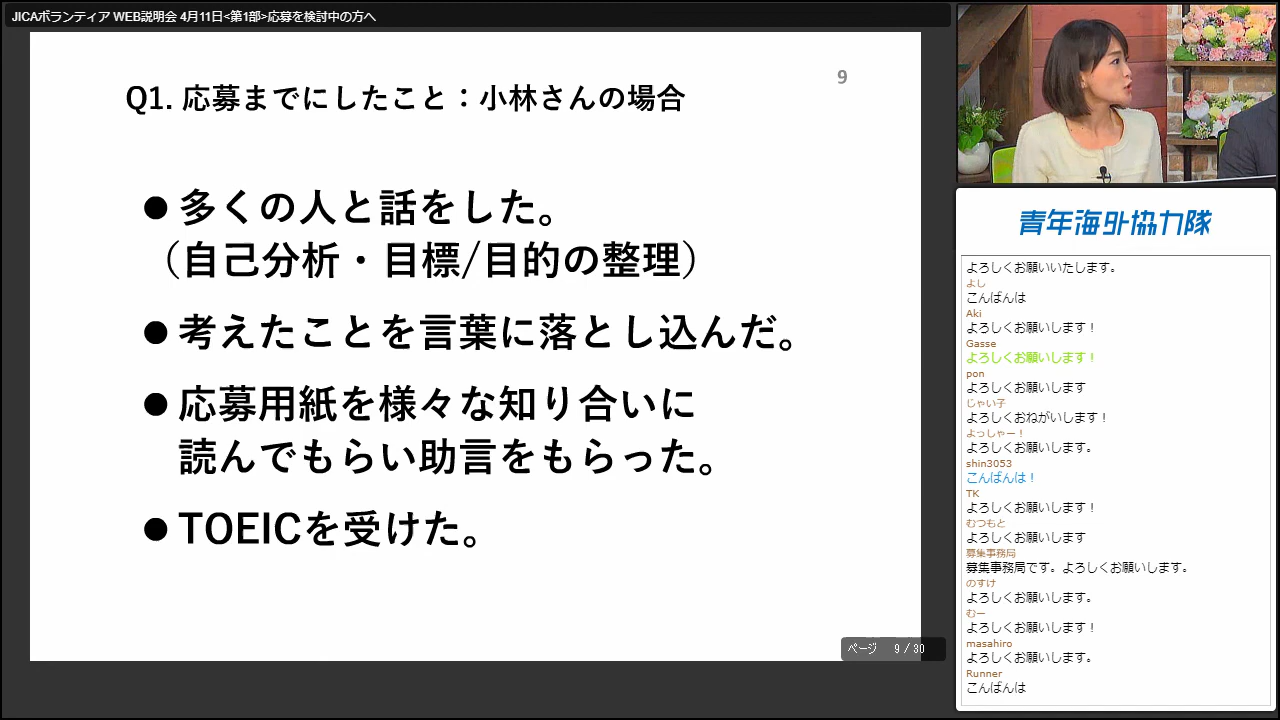 JICAボランティア WEB説明会 4月11日<第1部>応募を検討中の方へ
9
Q1. 応募までにしたこと：小林さんの場合
●多くの人と話をした。
（自己分析・目標/目的の整理）
●考えたことを言葉に落とし込んだ。
●応募用紙を様々な知り合いに
読んでもらい助言をもらった。
●TOEICを受けた。
ページ 9 / 30
青年海外協力隊
よろしくお願いいたします。
よし
こんばんは
Aki
よろしくお願いします！
Gasse
よろしくお願いします！
pon
よろしくお願いします
じゃい子
よろしくおねがいします！
よっしゃー！
よろしくお願いします。
shin3053
こんばんは！
TK
よろしくお願いします！
むつもと
よろしくお願いします
募集事務局
募集事務局です。よろしくお願いします。
のすけ
よろしくお願いします。
むー
よろしくお願いします！
masahiro
よろしくお願いします。
Runner
こんばんは